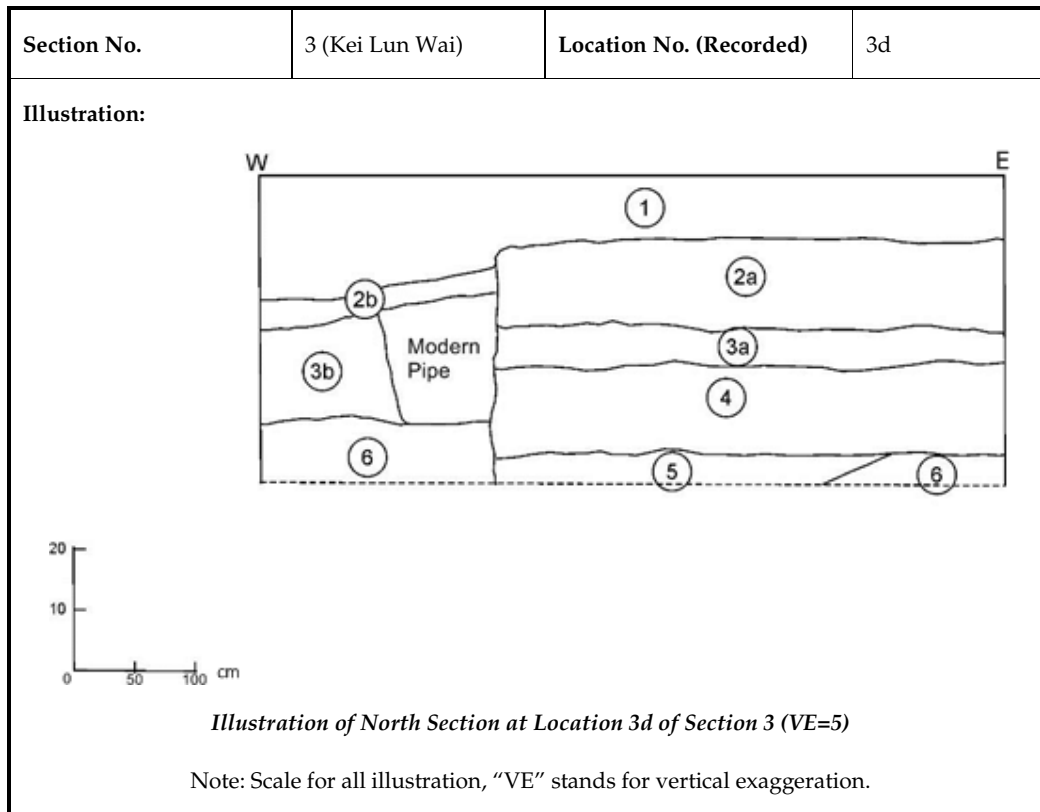 Section No. 3 (Kei Lun Wai) Location No. (Recorded) 3d
Illustration:
W E
1
2a
2b
3a
Modern
Pipe
3b
4
6
5 6
20
10
0 50 100 cm
Illustration of North Section at Location 3d of Section 3 (VE=5)
Note: Scale for all illustration, “VE” stands for vertical exaggeration.